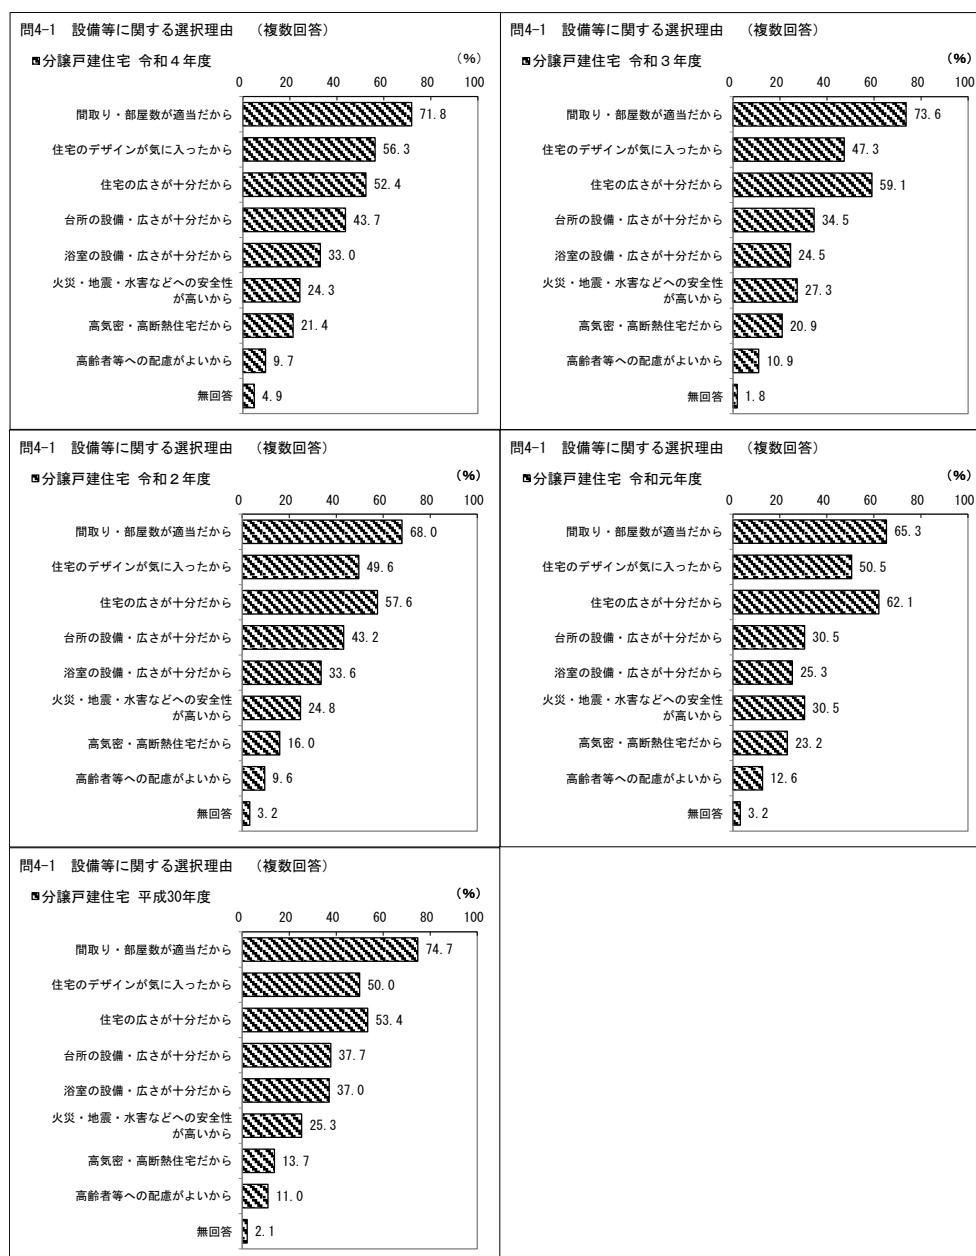 問4-1 設備等に関する選択理由 （複数回答）
分譲戸建住宅 令和４年度
(%)
0 20 40 60 80 100
間取り・部屋数が適当だから 71.8
住宅のデザインが気に入ったから 56.3
住宅の広さが十分だから 52.4
台所の設備・広さが十分だから 43.7
浴室の設備・広さが十分だから 33.0
火災・地震・水害などへの安全性
が高いから 24.3
高気密・高断熱住宅だから 21.4
高齢者等への配慮がよいから 9.7
無回答 4.9
問4-1 設備等に関する選択理由 （複数回答）
分譲戸建住宅 令和３年度
(%)
0 20 40 60 80 100
間取り・部屋数が適当だから 73.6
住宅のデザインが気に入ったから 47.3
住宅の広さが十分だから 59.1
台所の設備・広さが十分だから 34.5
浴室の設備・広さが十分だから 24.5
火災・地震・水害などへの安全性
が高いから 27.3
高気密・高断熱住宅だから 20.9
高齢者等への配慮がよいから 10.9
無回答 1.8
問4-1 設備等に関する選択理由 （複数回答）
分譲戸建住宅 令和２年度
(%)
0 20 40 60 80 100
間取り・部屋数が適当だから 68.0
住宅のデザインが気に入ったから 49.6
住宅の広さが十分だから 57.6
台所の設備・広さが十分だから 43.2
浴室の設備・広さが十分だから 33.6
火災・地震・水害などへの安全性
が高いから 24.8
高気密・高断熱住宅だから 16.0
高齢者等への配慮がよいから 9.6
無回答 3.2
問4-1 設備等に関する選択理由 （複数回答）
分譲戸建住宅 令和元年度
(%)
0 20 40 60 80 100
間取り・部屋数が適当だから 65.3
住宅のデザインが気に入ったから 50.5
住宅の広さが十分だから 62.1
台所の設備・広さが十分だから 30.5
浴室の設備・広さが十分だから 25.3
火災・地震・水害などへの安全性
が高いから 30.5
高気密・高断熱住宅だから 23.2
高齢者等への配慮がよいから 12.6
無回答 3.2
問4-1 設備等に関する選択理由 （複数回答）
分譲戸建住宅 平成30年度
(%)
0 20 40 60 80 100
間取り・部屋数が適当だから 74.7
住宅のデザインが気に入ったから 50.0
住宅の広さが十分だから 53.4
台所の設備・広さが十分だから 37.7
浴室の設備・広さが十分だから 37.0
火災・地震・水害などへの安全性
が高いから 25.3
高気密・高断熱住宅だから 13.7
高齢者等への配慮がよいから 11.0
無回答 2.1